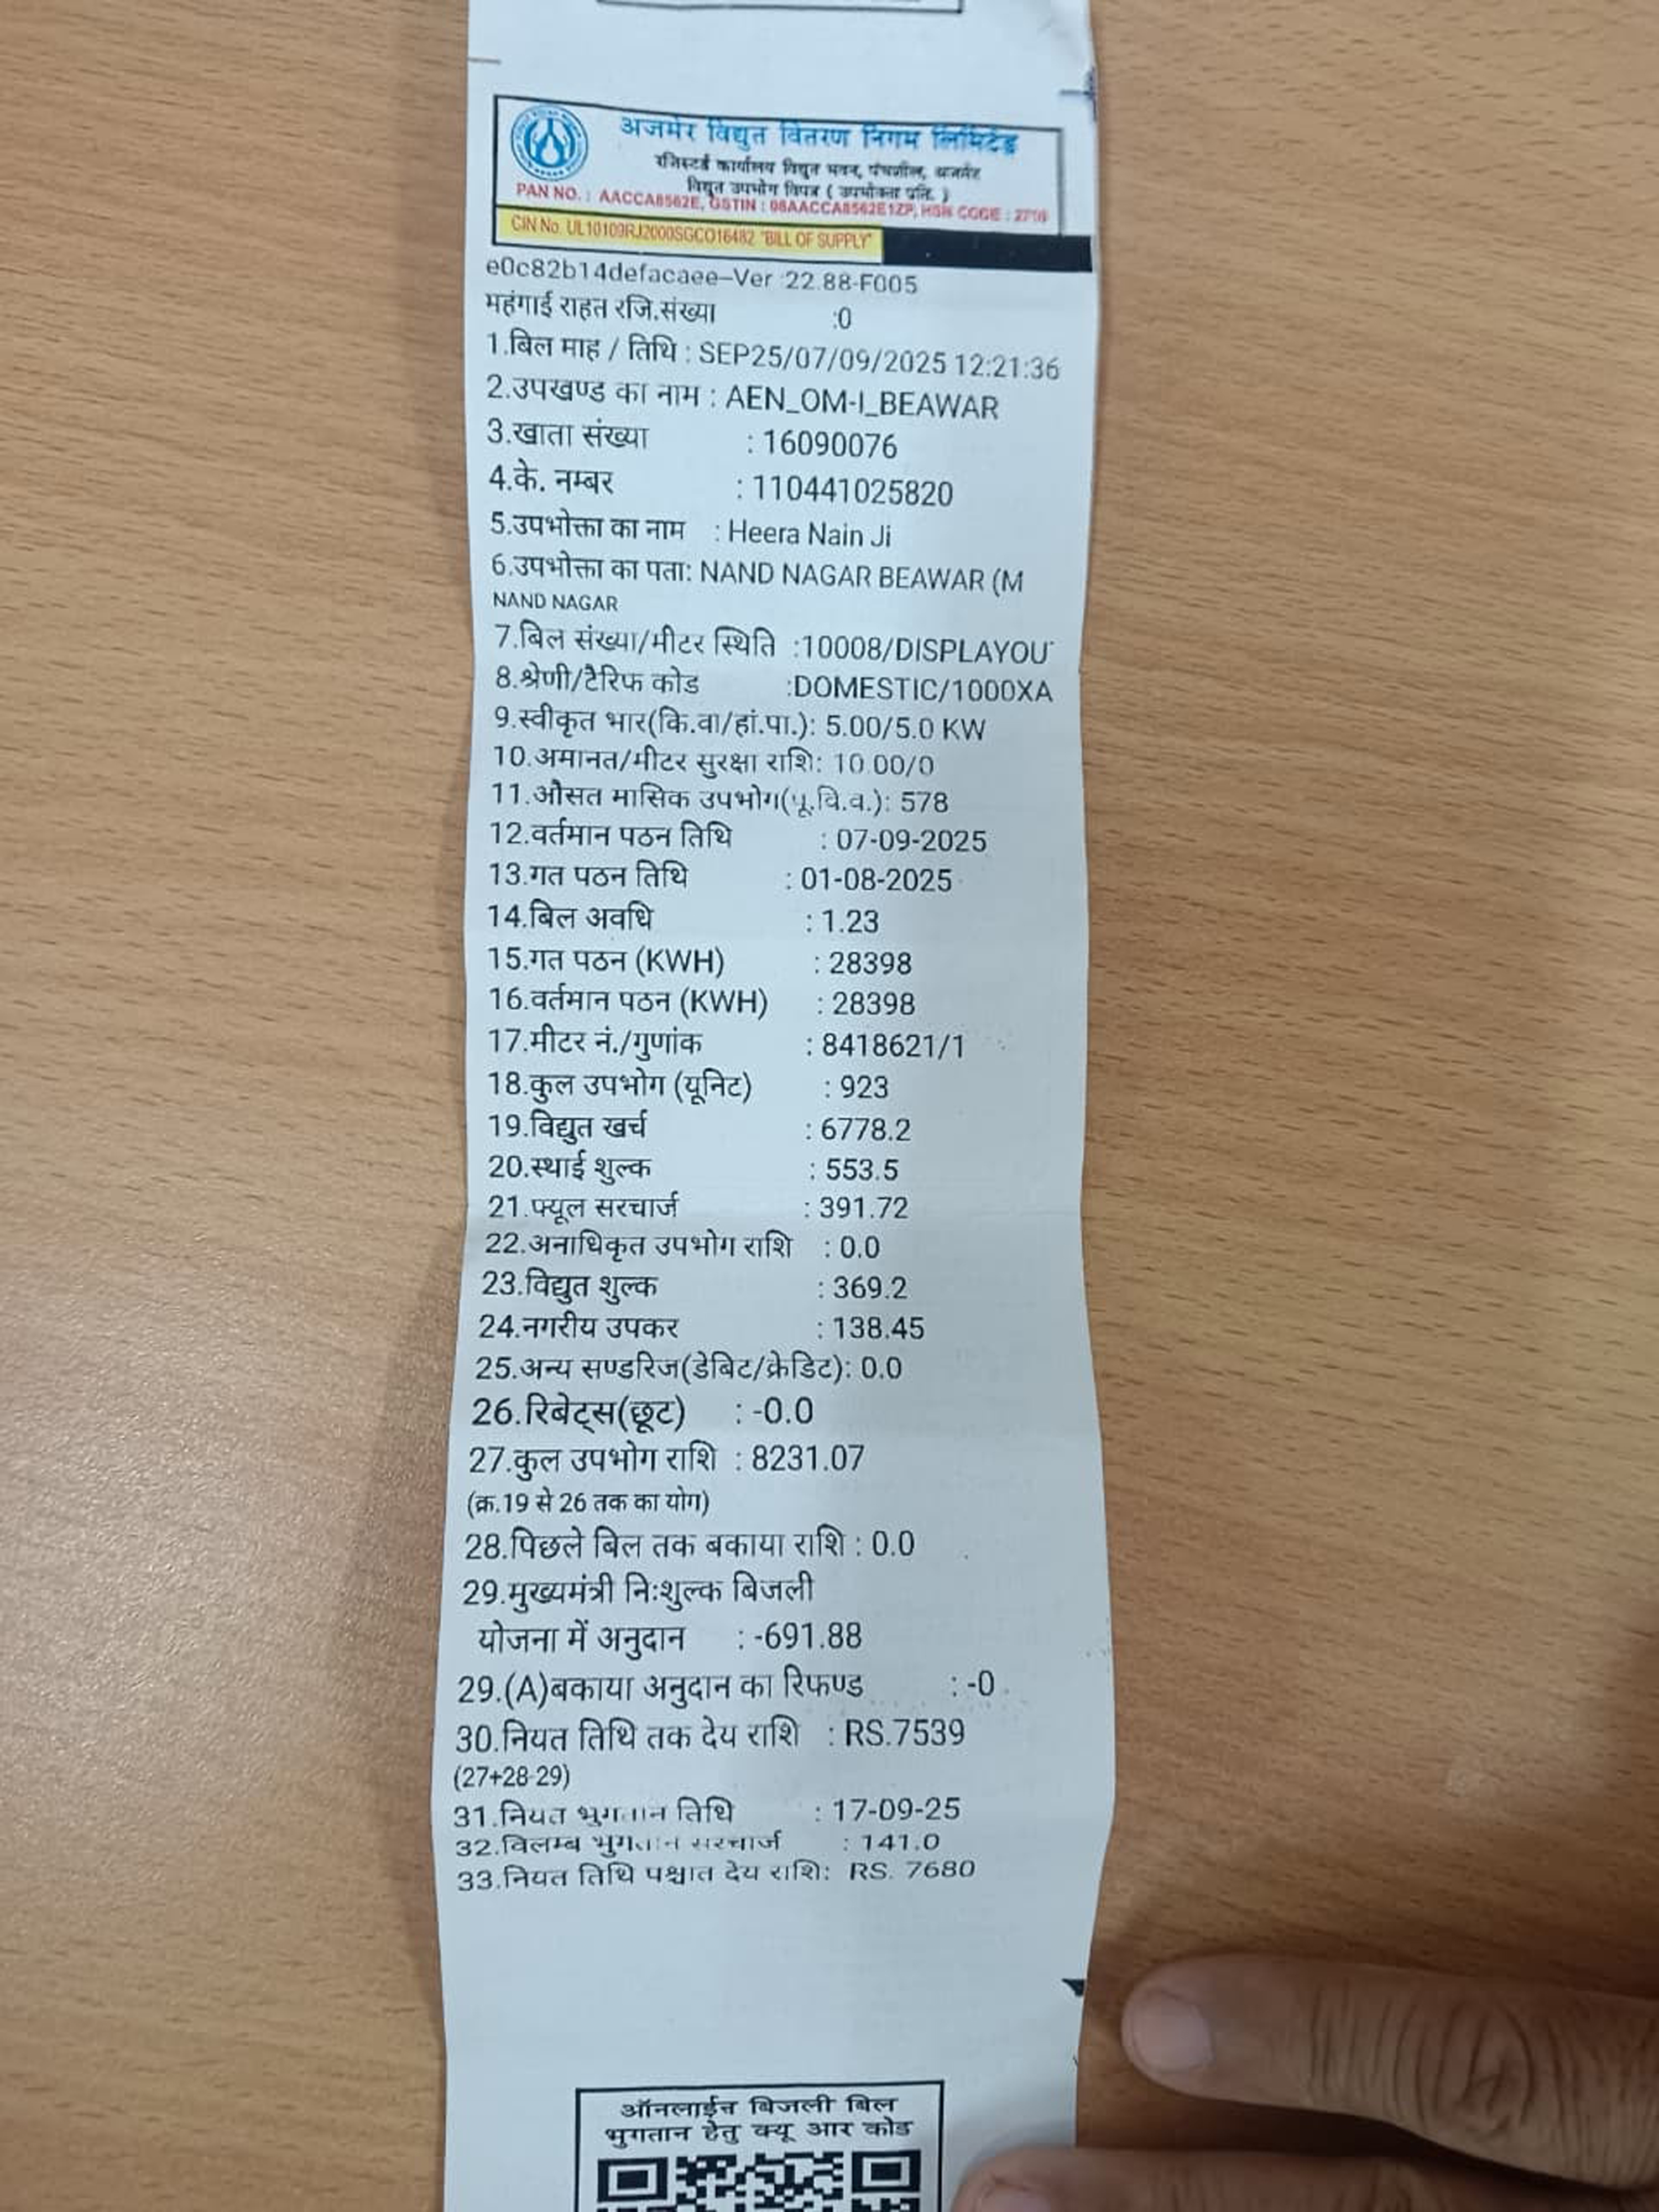 अजमेर विद्युत वितरण निगम लिमिटेड
रजिस्टर्ड कार्यालय विद्युत भवन, पंचशील, अजमेर
विद्युत उपभोग विपत्र ( उपभोक्ता प्रति. )
PAN NO. : AACCA8562E, GSTIN : 08AACCA8562E1ZP, HSN CODE : 2716
CIN No. UL10109RJ2000SGCO16482 "BILL OF SUPPLY"
e0c82b14defacaee–Ver :22.88-F005
महंगाई राहत रजि.संख्या :0
1.बिल माह / तिथि : SEP25/07/09/2025 12:21:36
2.उपखण्ड का नाम : AEN_OM-I_BEAWAR
3.खाता संख्या : 16090076
4.के. नम्बर : 110441025820
5.उपभोक्ता का नाम : Heera Nain Ji
6.उपभोक्ता का पता: NAND NAGAR BEAWAR (M
NAND NAGAR
7.बिल संख्या/मीटर स्थिति :10008/DISPLAYOU
8.श्रेणी/टैरिफ कोड :DOMESTIC/1000XA
9.स्वीकृत भार(कि.वा/हां.पा.): 5.00/5.0 KW
10.अमानत/मीटर सुरक्षा राशि: 10.00/0
11.औसत मासिक उपभोग(पू.वि.व.): 578
12.वर्तमान पठन तिथि : 07-09-2025
13.गत पठन तिथि : 01-08-2025
14.बिल अवधि : 1.23
15.गत पठन (KWH) : 28398
16.वर्तमान पठन (KWH) : 28398
17.मीटर नं./गुणांक : 8418621/1
18.कुल उपभोग (यूनिट) : 923
19.विद्युत खर्च : 6778.2
20.स्थाई शुल्क : 553.5
21.फ्यूल सरचार्ज : 391.72
22.अनाधिकृत उपभोग राशि : 0.0
23.विद्युत शुल्क : 369.2
24.नगरीय उपकर : 138.45
25.अन्य सण्डरिज(डेबिट/क्रेडिट): 0.0
26.रिबेट्स(छूट) : -0.0
27.कुल उपभोग राशि : 8231.07
(क्र.19 से 26 तक का योग)
28.पिछले बिल तक बकाया राशि : 0.0
29.मुख्यमंत्री निःशुल्क बिजली
योजना में अनुदान : -691.88
29.(A)बकाया अनुदान का रिफण्ड : -0
30.नियत तिथि तक देय राशि : RS.7539
(27+28-29)
31.नियत भुगतान तिथि : 17-09-25
32.विलम्ब भुगतान सरचार्ज : 141.0
33.नियत तिथि पश्चात देय राशि: RS. 7680
ऑनलाईन बिजली बिल
भुगतान हेतु क्यू आर कोड